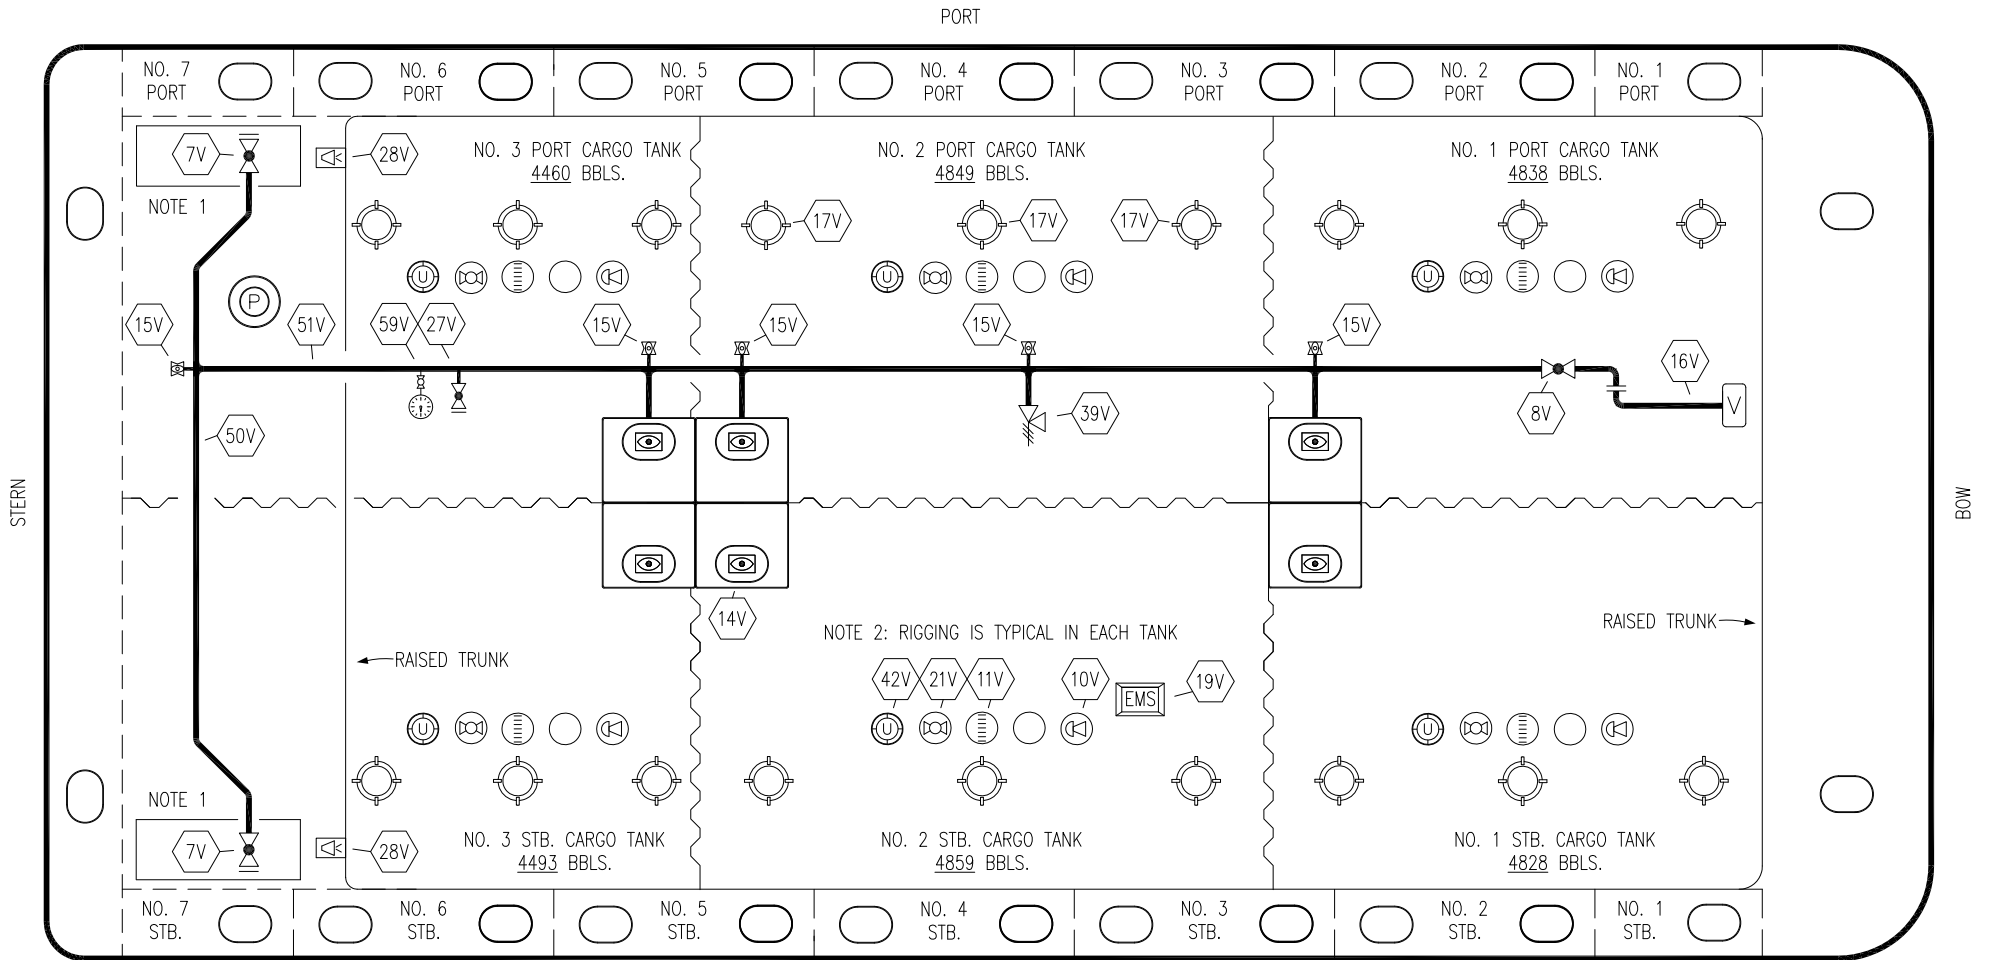 PORT
NO. 7
PORT
NO. 6
PORT
NO. 5
PORT
NO. 4
PORT
NO. 3
PORT
NO. 2
PORT
NO. 1
PORT
7V
28V
NOTE 1
NO. 3 PORT CARGO TANK
4460 BBLS.
NO. 2 PORT CARGO TANK
4849 BBLS.
NO. 1 PORT CARGO TANK
4838 BBLS.
17V
17V
17V
U
U
U
P
15V
51V
59V
27V
15V
15V
15V
15V
16V
V
50V
39V
8V
STERN
BOW
14V
NOTE 2: RIGGING IS TYPICAL IN EACH TANK
RAISED TRUNK
RAISED TRUNK
42V
21V
11V
10V
EMS
19V
U
U
U
NOTE 1
7V
28V
NO. 3 STB. CARGO TANK
4493 BBLS.
NO. 2 STB. CARGO TANK
4859 BBLS.
NO. 1 STB. CARGO TANK
4828 BBLS.
NO. 7
STB.
NO. 6
STB.
NO. 5
STB.
NO. 4
STB.
NO. 3
STB.
NO. 2
STB.
NO. 1
STB.